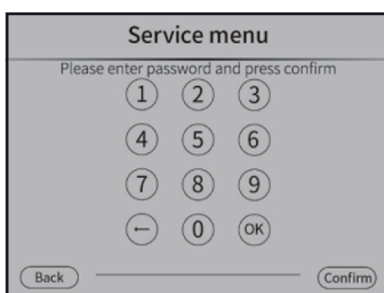 Service menu
Please enter password and press confirm
1 2 3
4 5 6
7 8 9
← 0 OK
Back Confirm